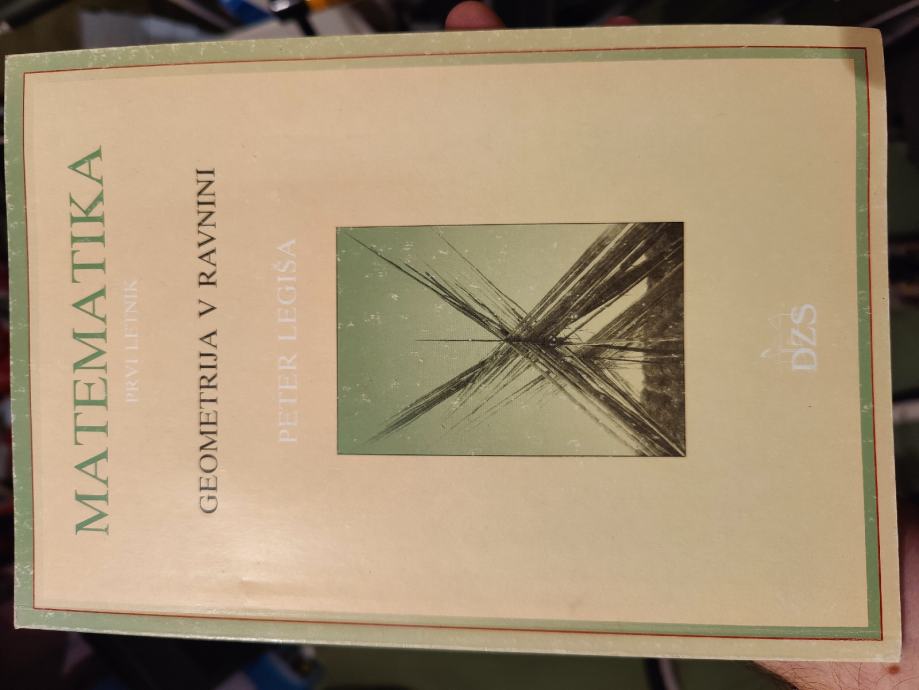 MATEMATIKA
PRVI LETNIK
GEOMETRIJA V RAVNINI
PETER LEGIŠA
DZS